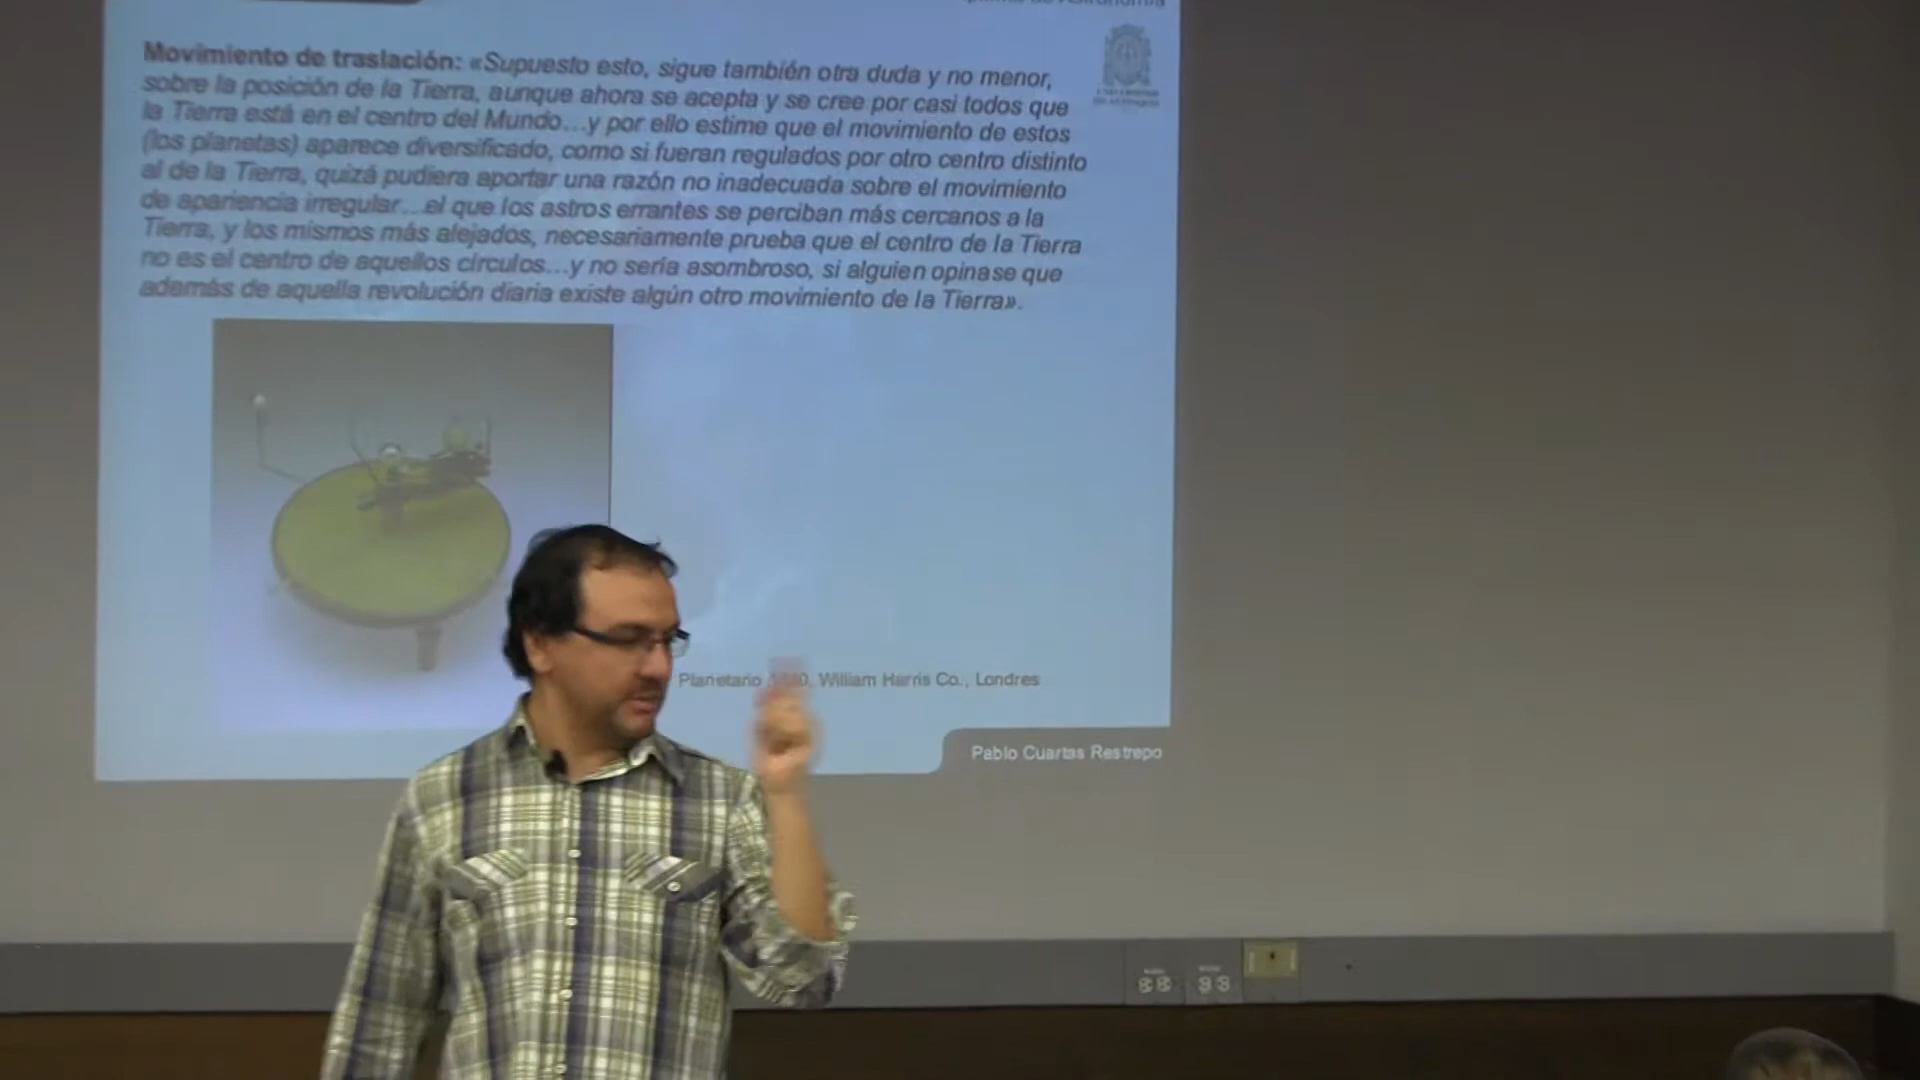 de Astronomía
Movimiento de traslación: «Supuesto esto, sigue también otra duda y no menor,
sobre la posición de la Tierra, aunque ahora se acepta y se cree por casi todos que
la Tierra está en el centro del Mundo...y por ello estime que el movimiento de estos
(los planetas) aparece diversificado, como si fueran regulados por otro centro distinto
al de la Tierra, quizá pudiera aportar una razón no inadecuada sobre el movimiento
de apariencia irregular...el que los astros errantes se perciban más cercanos a la
Tierra, y los mismos más alejados, necesariamente prueba que el centro de la Tierra
no es el centro de aquellos círculos...y no sería asombroso, si alguien opinase que
además de aquella revolución diaria existe algún otro movimiento de la Tierra».
UNIVERSIDAD
DE ANTIOQUIA
Planetario William Harris Co., Londres
Pablo Cuartas Restrepo